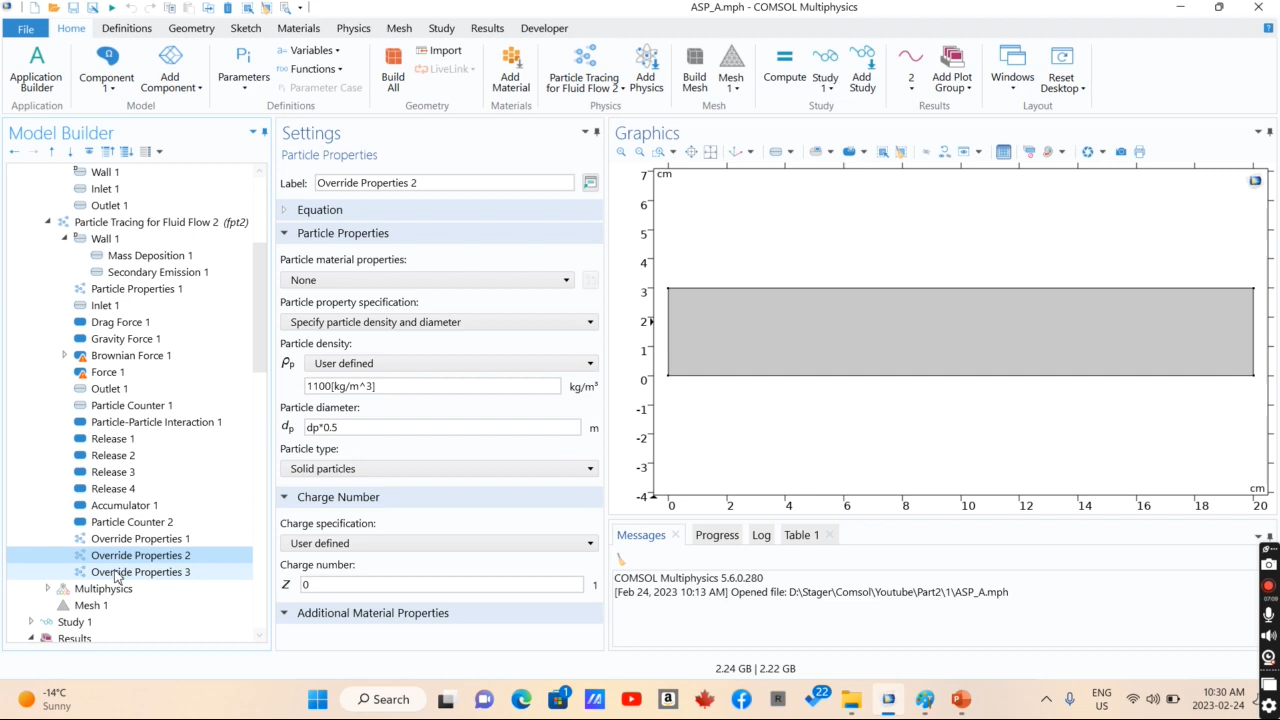 ASP_A.mph - COMSOL Multiphysics
File Home Definitions Geometry Sketch Materials Physics Mesh Study Results Developer
Application Builder
Application
Component 1
Add Component
Model
Pi
Parameters
a= Variables
f(x) Functions
Parameter Case
Definitions
Build All
Import
LiveLink
Geometry
Add Material
Materials
Particle Tracing for Fluid Flow 2
Add Physics
Physics
Build Mesh
Mesh 1
Mesh
Compute
Study 1
Add Study
Study
2
Add Plot Group
Results
Windows
Reset Desktop
Layout
Model Builder
Wall 1
Inlet 1
Outlet 1
Particle Tracing for Fluid Flow 2 (fpt2)
Wall 1
Mass Deposition 1
Secondary Emission 1
Particle Properties 1
Inlet 1
Drag Force 1
Gravity Force 1
Brownian Force 1
Force 1
Outlet 1
Particle Counter 1
Particle-Particle Interaction 1
Release 1
Release 2
Release 3
Release 4
Accumulator 1
Particle Counter 2
Override Properties 1
Override Properties 2
Override Properties 3
Multiphysics
Mesh 1
Study 1
Results
Settings
Particle Properties
Label: Override Properties 2
Equation
Particle Properties
Particle material properties:
None
Particle property specification:
Specify particle density and diameter
Particle density:
ρp User defined
1100[kg/m^3] kg/m³
Particle diameter:
dp dp*0.5 m
Particle type:
Solid particles
Charge Number
Charge specification:
User defined
Charge number:
Z 0 1
Additional Material Properties
Graphics
cm
7
6
5
4
3
2
1
0
-1
-2
-3
-4
cm
0 2 4 6 8 10 12 14 16 18 20
Messages Progress Log Table 1
COMSOL Multiphysics 5.6.0.280
[Feb 24, 2023 10:13 AM] Opened file: D:\Stager\Comsol\Youtube\Part2\1\ASP_A.mph
07:09
2.24 GB | 2.22 GB
-14°C
Sunny
Search
1
a
R
22
ENG
US
10:30 AM
2023-02-24